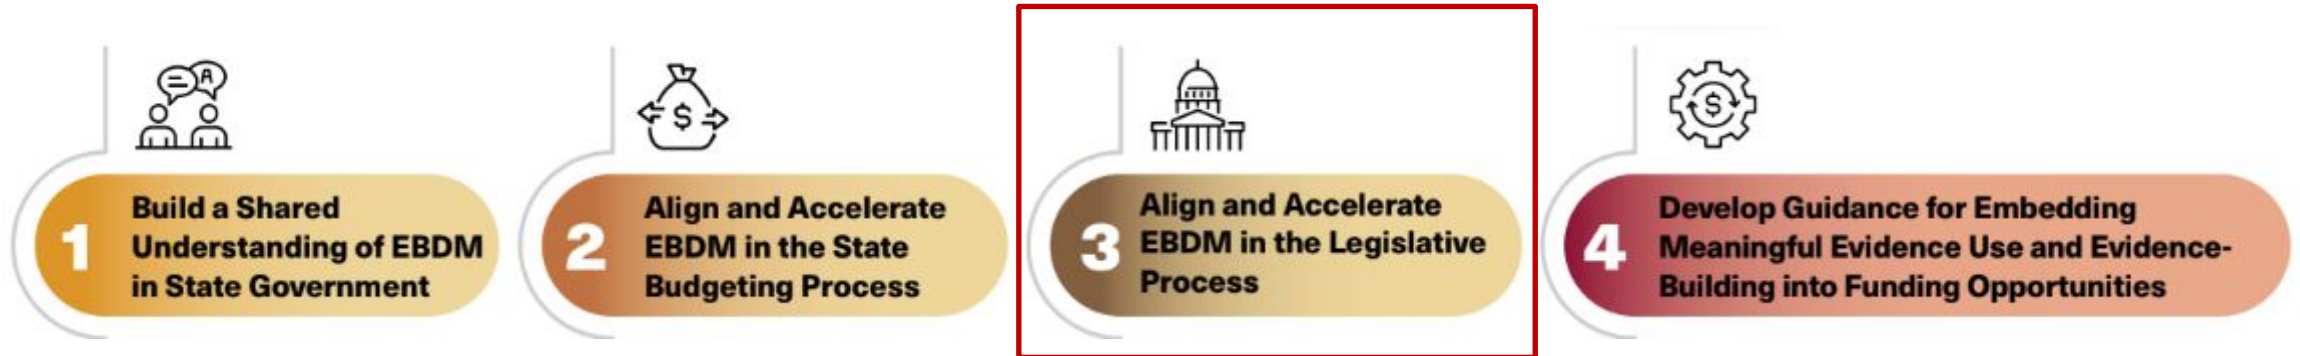 A
$
$
1
Build a Shared
Understanding of EBDM
in State Government
2
Align and Accelerate
EBDM in the State
Budgeting Process
3
Align and Accelerate
EBDM in the Legislative
Process
4
Develop Guidance for Embedding
Meaningful Evidence Use and Evidence-
Building into Funding Opportunities